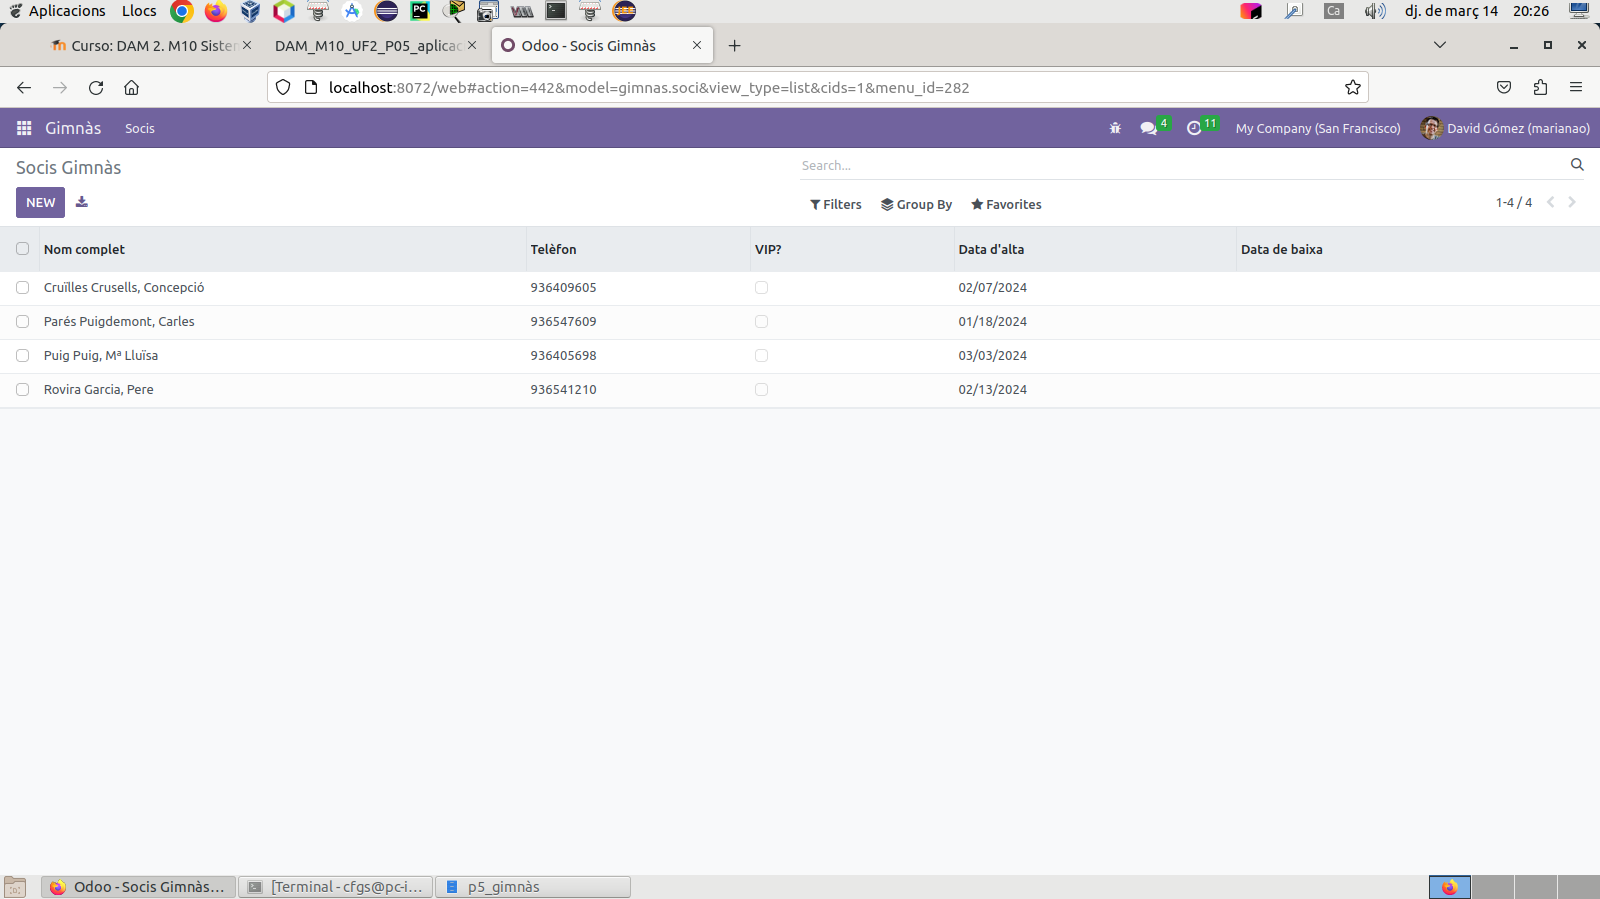 Aplicacions Llocs Ca dj. de març 14 20:26
Curso: DAM 2. M10 Sister DAM_M10_UF2_P05_aplicac Odoo - Socis Gimnàs
localhost:8072/web#action=442&model=gimnas.soci&view_type=list&cids=1&menu_id=282
Gimnàs Socis 4 11 My Company (San Francisco) David Gómez (marianao)
Socis Gimnàs Search...
NEW Filters Group By Favorites 1-4 / 4
Nom complet Telèfon VIP? Data d'alta Data de baixa
Cruïlles Crusells, Concepció 936409605 02/07/2024
Parés Puigdemont, Carles 936547609 01/18/2024
Puig Puig, Mª Lluïsa 936405698 03/03/2024
Rovira Garcia, Pere 936541210 02/13/2024
Odoo - Socis Gimnàs... [Terminal - cfgs@pc-i... p5_gimnàs